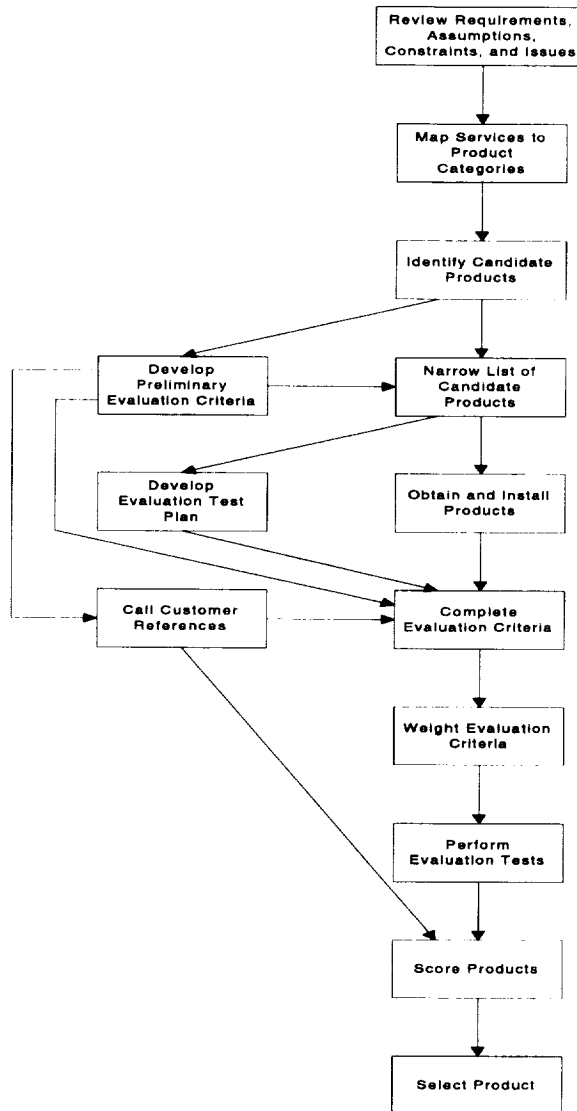 Review Requirements,
Assumptions,
Constraints, and Issues
Map Services to
Product
Categories
Identify Candidate
Products
Develop
Preliminary
Evaluation Criteria
Narrow List of
Candidate
Products
Develop
Evaluation Test
Plan
Obtain and Install
Products
Call Customer
References
Complete
Evaluation Criteria
Weight Evaluation
Criteria
Perform
Evaluation Tests
Score Products
Select Product